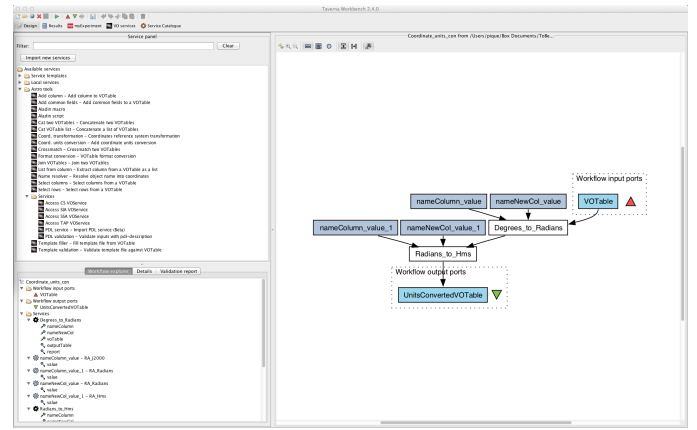 Taverna Workbench 2.4.0
Design Results myExperiment VO services Service Catalogue
Service panel
Filter: Clear
Import new services
Available services
Service templates
Local services
Astro tools
Add column - Add column to VOTable
Add common fields - Add common fields to a VOTable
Aladin macro
Aladin script
Cat two VOTables - Concatenate two VOTables
Cat VOTable list - Concatenate a list of VOTables
Coord. transformation - Coordinates reference system transformation
Coord. units conversion - Add coordinate units conversion
Crossmatch - Crossmatch two VOTables
Format conversion - VOTable format conversion
Join VOTables - Join two VOTables
List from column - Extract column from a VOTable as a list
Name resolver - Resolve object name into coordinates
Select columns - Select columns from a VOTable
Select rows - Select rows from a VOTable
Services
Access CS VOService
Access SIA VOService
Access SSA VOService
Access TAP VOService
PDL service - Import PDL service (Beta)
PDL validation - Validate inputs with pdl-description
Template filler - Fill template file from VOTable
Template validation - Validate template file against VOTable
Workflow explorer Details Validation report
Coordinate_units_con
Workflow input ports
VOTable
Workflow output ports
UnitsConvertedVOTable
Services
Degrees_to_Radians
nameColumn
nameNewCol
voTable
outputTable
report
nameColumn_value - RA_J2000
value
nameColumn_value_1 - RA_Radians
value
nameNewCol_value - RA_Radians
value
nameNewCol_value_1 - RA_Hms
value
Radians_to_Hms
nameColumn
nameNewCol
Coordinate_units_con from /Users/pique/Box Documents/ToBe...
Workflow input ports
nameColumn_value nameNewCol_value VOTable
nameColumn_value_1 nameNewCol_value_1 Degrees_to_Radians
Radians_to_Hms
Workflow output ports
UnitsConvertedVOTable